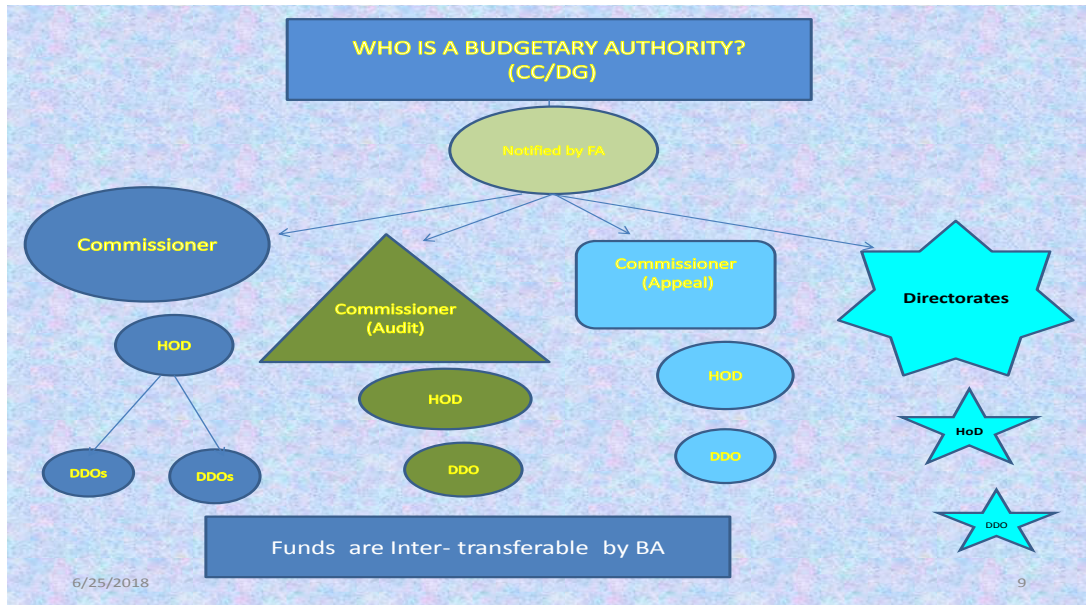 WHO IS A BUDGETARY AUTHORITY?
(CC/DG)
Notified by FA
Commissioner
HOD
DDOs
DDOs
Commissioner
(Audit)
HOD
DDO
Commissioner
(Appeal)
HOD
DDO
Directorates
HoD
DDO
Funds are Inter- transferable by BA
6/25/2018
9